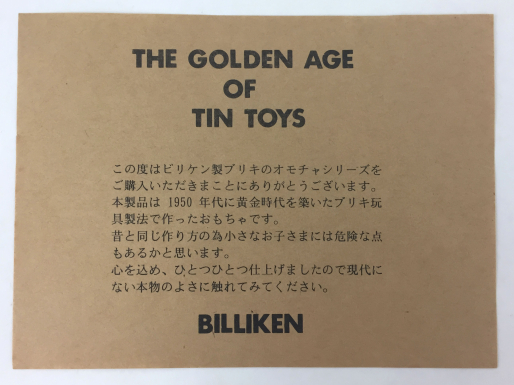 THE GOLDEN AGE
OF
TIN TOYS
この度はビリケン製ブリキのオモチャシリーズを
ご購入いただきまことにありがとうございます。
本製品は 1950 年代に黄金時代を築いたブリキ玩
具製法で作ったおもちゃです。
昔と同じ作り方の為小さなお子さまには危険な点
もあるかと思います。
心を込め、ひとつひとつ仕上げましたので現代に
ない本物のよさに触れてみてください。
BILLIKEN